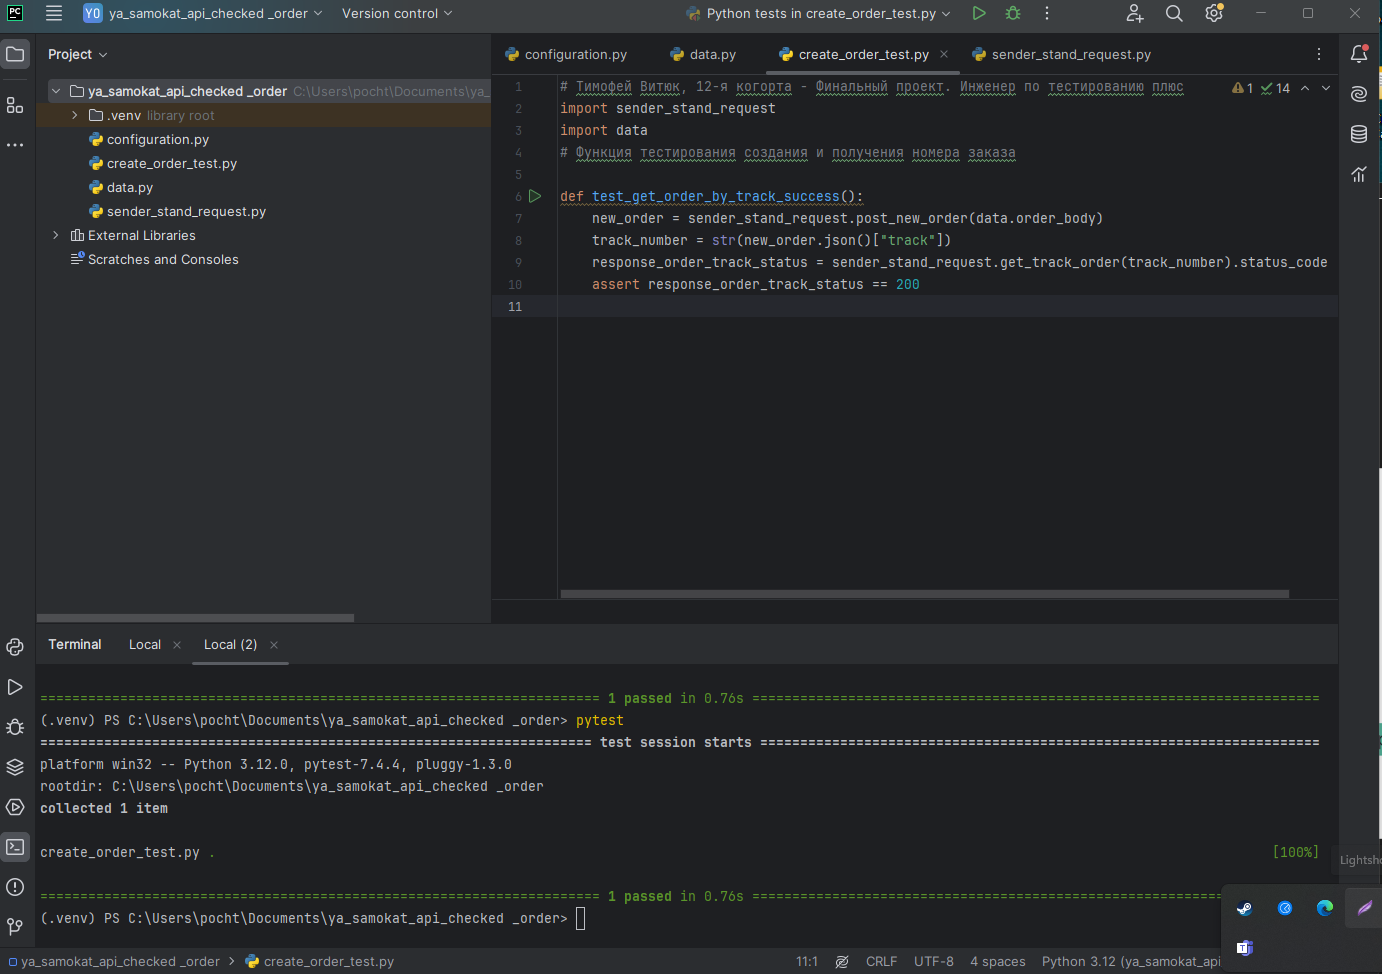 PC
YO ya_samokat_api_checked _order
Version control
Python tests in create_order_test.py
Project
configuration.py
data.py
create_order_test.py
sender_stand_request.py
ya_samokat_api_checked _order C:\Users\pocht\Documents\ya_
.venv library root
configuration.py
create_order_test.py
data.py
sender_stand_request.py
External Libraries
Scratches and Consoles
1 # Тимофей Витюк, 12-я когорта - Финальный проект. Инженер по тестированию плюс
1 14
2 import sender_stand_request
3 import data
4 # Функция тестирования создания и получения номера заказа
5
6 def test_get_order_by_track_success():
7 new_order = sender_stand_request.post_new_order(data.order_body)
8 track_number = str(new_order.json()["track"])
9 response_order_track_status = sender_stand_request.get_track_order(track_number).status_code
10 assert response_order_track_status == 200
11
Terminal
Local
Local (2)
====================================================================== 1 passed in 0.76s =======================================================================
(.venv) PS C:\Users\pocht\Documents\ya_samokat_api_checked _order> pytest
===================================================================== test session starts ======================================================================
platform win32 -- Python 3.12.0, pytest-7.4.4, pluggy-1.3.0
rootdir: C:\Users\pocht\Documents\ya_samokat_api_checked _order
collected 1 item
create_order_test.py . [100%]
====================================================================== 1 passed in 0.76s ===========================================================
(.venv) PS C:\Users\pocht\Documents\ya_samokat_api_checked _order>
Lightsh
ya_samokat_api_checked _order
create_order_test.py
11:1
CRLF
UTF-8
4 spaces
Python 3.12 (ya_samokat_api